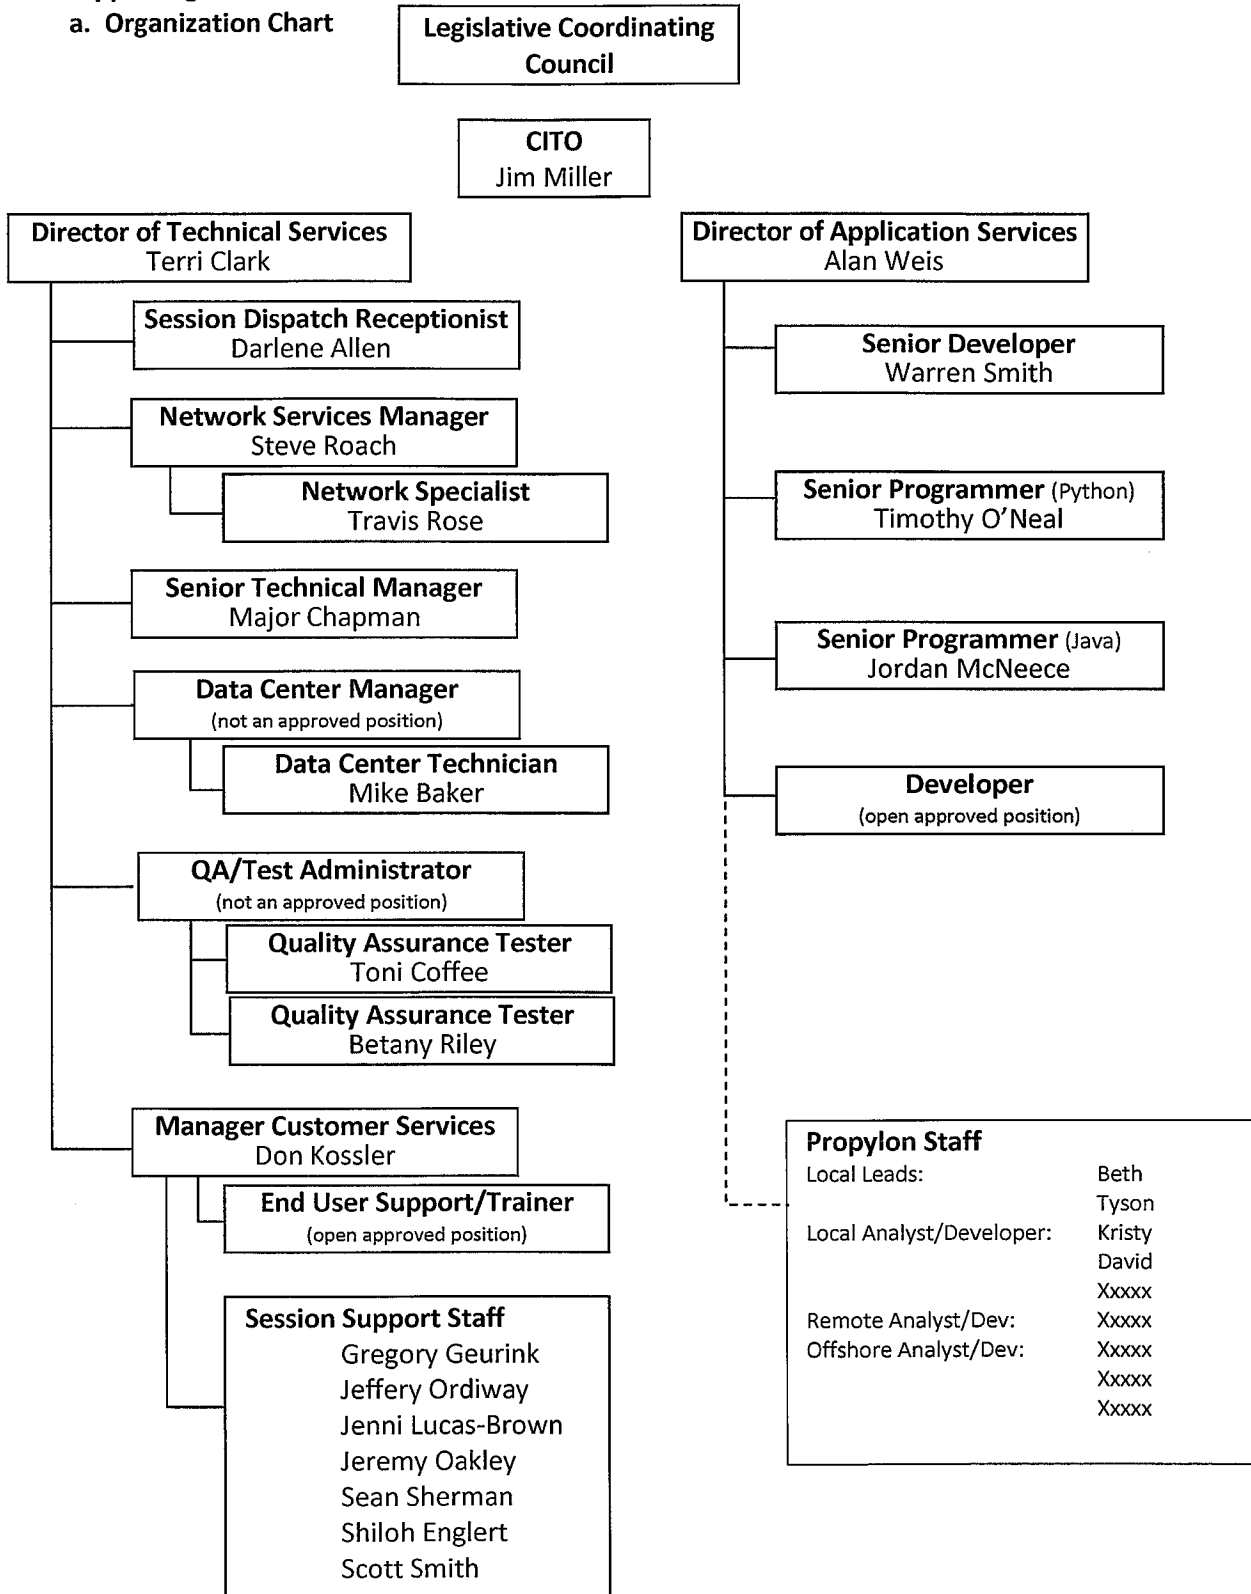 a. Organization Chart
Legislative Coordinating
Council
CITO
Jim Miller
Director of Technical Services
Terri Clark
Session Dispatch Receptionist
Darlene Allen
Network Services Manager
Steve Roach
Network Specialist
Travis Rose
Senior Technical Manager
Major Chapman
Data Center Manager
(not an approved position)
Data Center Technician
Mike Baker
QA/Test Administrator
(not an approved position)
Quality Assurance Tester
Toni Coffee
Quality Assurance Tester
Betany Riley
Manager Customer Services
Don Kossler
End User Support/Trainer
(open approved position)
Session Support Staff
Gregory Geurink
Jeffery Ordiway
Jenni Lucas-Brown
Jeremy Oakley
Sean Sherman
Shiloh Englert
Scott Smith
Director of Application Services
Alan Weis
Senior Developer
Warren Smith
Senior Programmer (Python)
Timothy O'Neal
Senior Programmer (Java)
Jordan McNeece
Developer
(open approved position)
Propylon Staff
Local Leads: Beth
Tyson
Local Analyst/Developer: Kristy
David
Xxxxx
Remote Analyst/Dev: Xxxxx
Offshore Analyst/Dev: Xxxxx
Xxxxx
Xxxxx